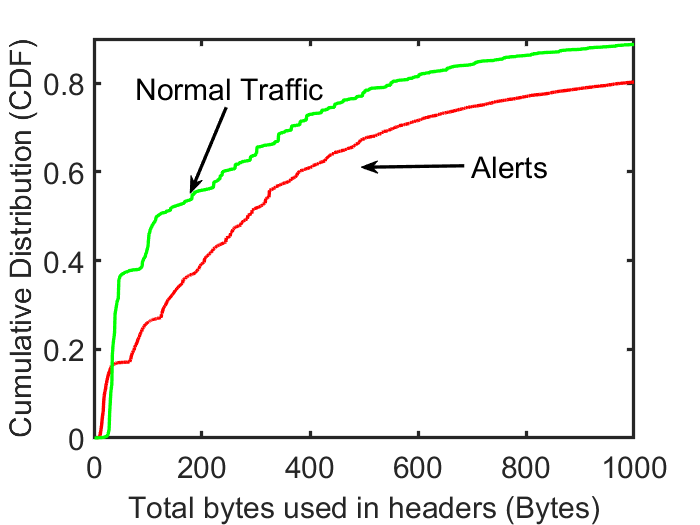 Normal Traffic
Alerts
Cumulative Distribution (CDF)
0.8
0.6
0.4
0.2
0
0 200 400 600 800 1000
Total bytes used in headers (Bytes)